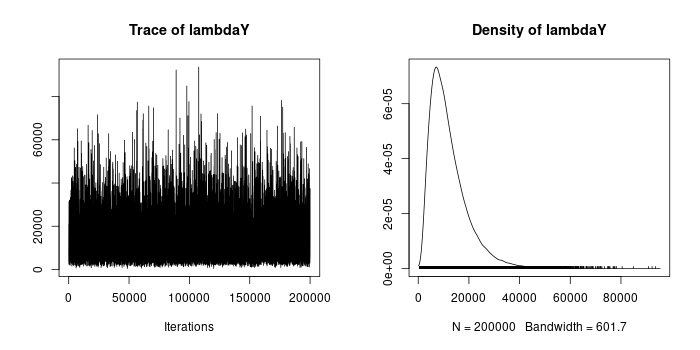 Trace of lambdaY
60000
20000
0
0
50000
100000
150000
200000
Iterations
Density of lambdaY
6e-05
4e-05
2e-05
0e+00
0
20000
40000
60000
80000
N = 200000 Bandwidth = 601.7